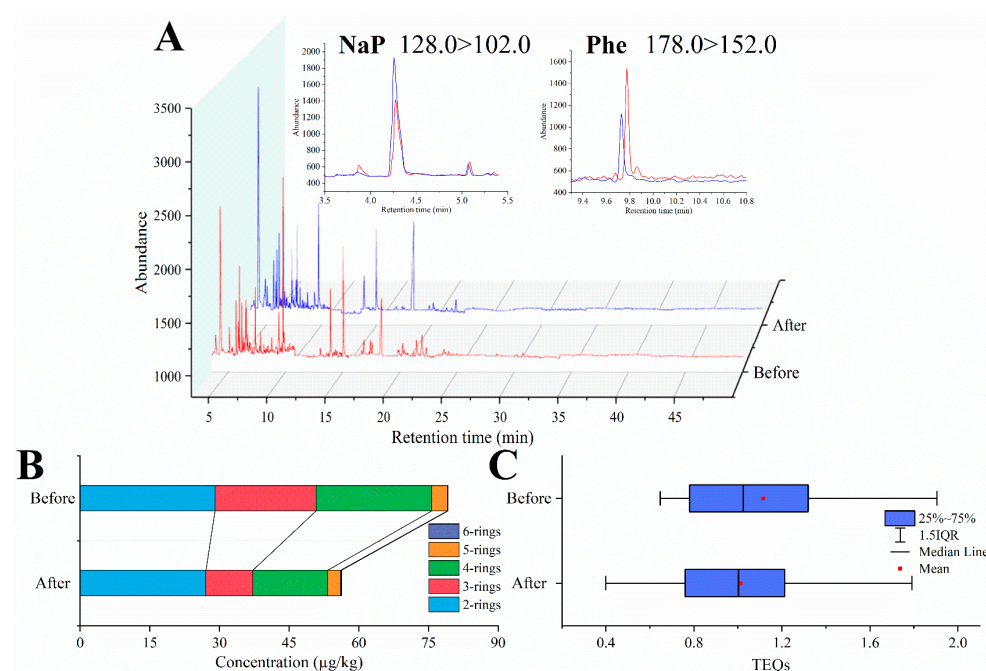 A
NaP 128.0>102.0
Phe 178.0>152.0
2000
1800
1600
1400
1200
1000
800
600
400
Abundance
3.5 4.0 4.5 5.0 5.5
Retention time (min)
1800
1600
1400
1200
1000
800
600
400
Abundance
9.4 9.6 9.8 10.0 10.2 10.4 10.6 10.8
Retention time (min)
3500
3000
2500
2000
1500
1000
Abundance
After
Before
5 10 15 20 25 30 35 40 45
Retention time (min)
B
Before
After
6-rings
5-rings
4-rings
3-rings
2-rings
0 15 30 45 60 75 90
Concentration (μg/kg)
C
Before
After
25%~75%
1.5IQR
Median Line
Mean
0.4 0.8 1.2 1.6 2.0
TEQs